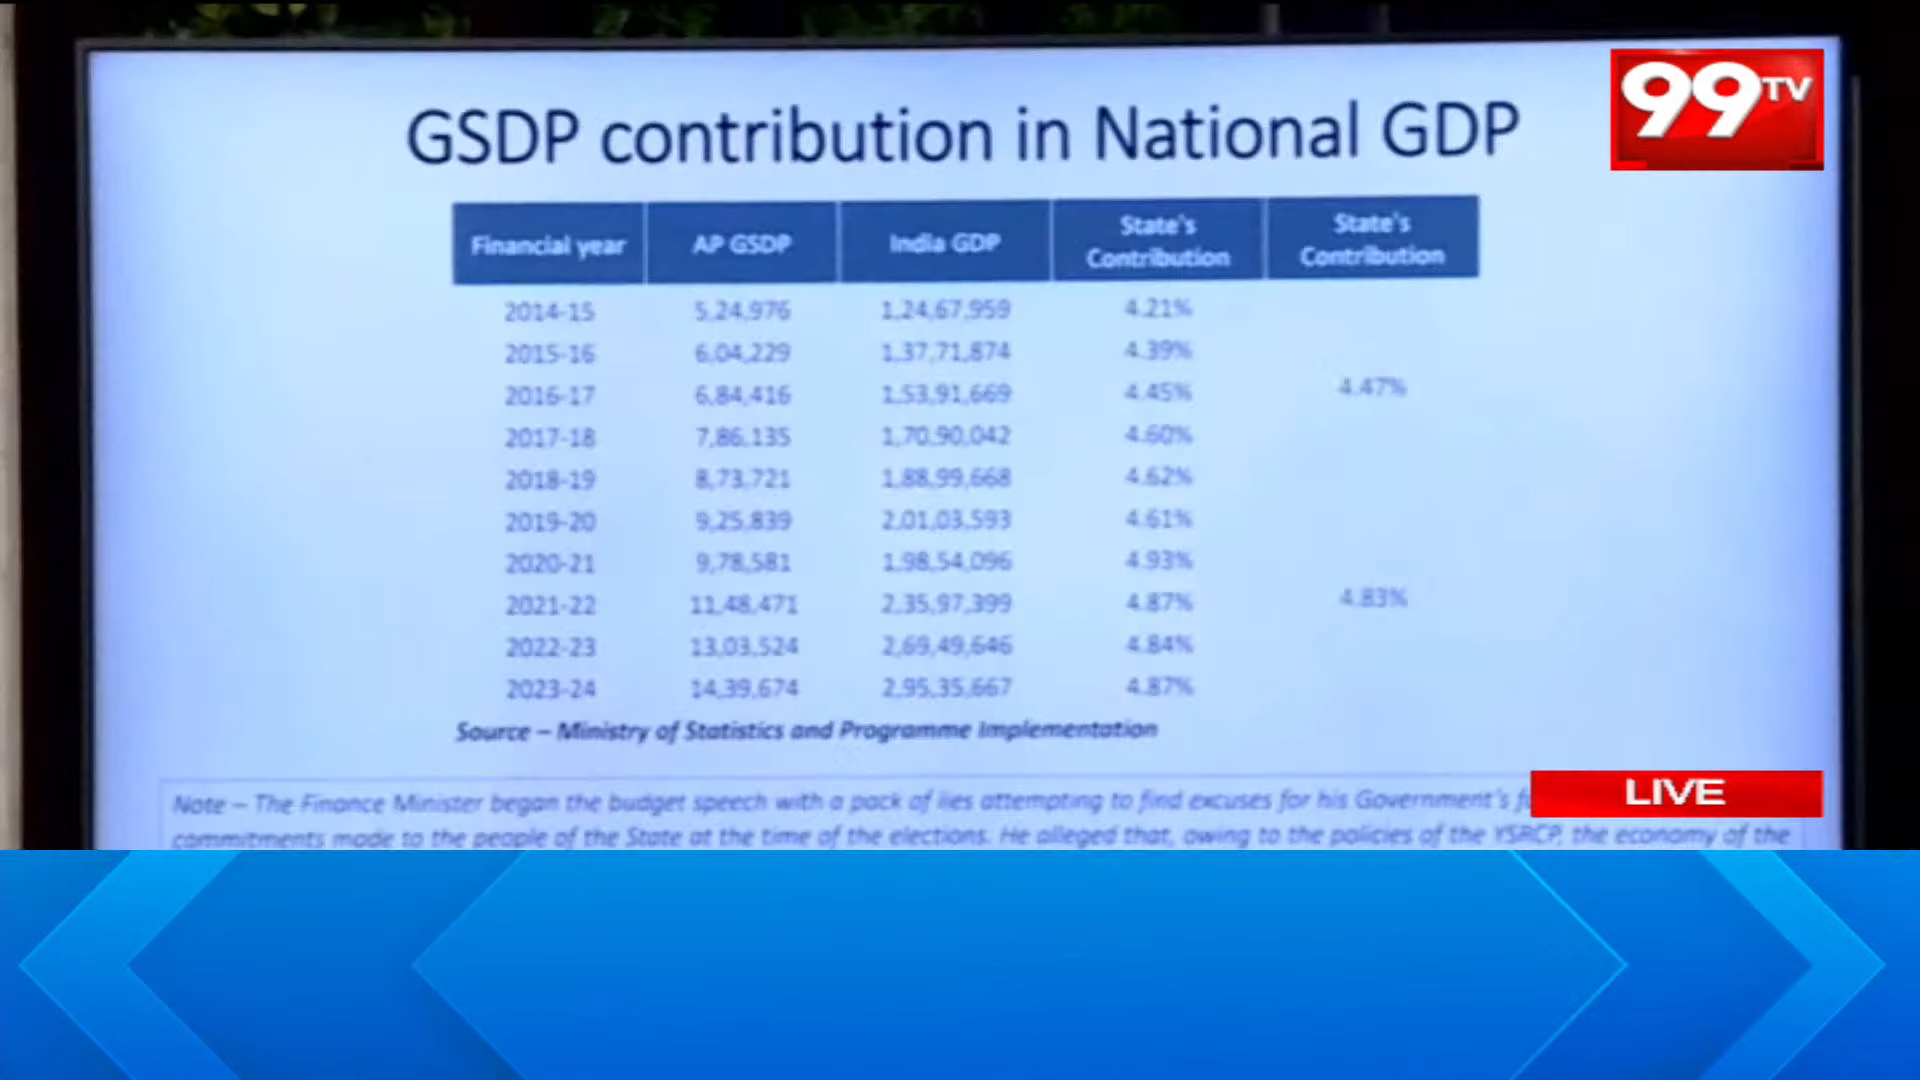 99TV
GSDP contribution in National GDP
Financial year AP GSDP India GDP State's Contribution State's Contribution
2014-15 5,24,976 1,24,67,959 4.21%
2015-16 6,04,229 1,37,71,874 4.39%
2016-17 6,84,416 1,53,91,669 4.45% 4.47%
2017-18 7,86,135 1,70,90,042 4.60%
2018-19 8,73,721 1,88,99,668 4.62%
2019-20 9,25,839 2,01,03,593 4.61%
2020-21 9,78,581 1,98,54,096 4.93%
2021-22 11,48,471 2,35,97,399 4.87% 4.83%
2022-23 13,03,524 2,69,49,646 4.84%
2023-24 14,39,674 2,95,35,667 4.87%
Source – Ministry of Statistics and Programme Implementation
Note – The Finance Minister began the budget speech with a pack of lies attempting to find excuses for his Government's
LIVE
commitments made to the people of the State at the time of the elections. He alleged that, owing to the policies of the YSRCP, the economy of the